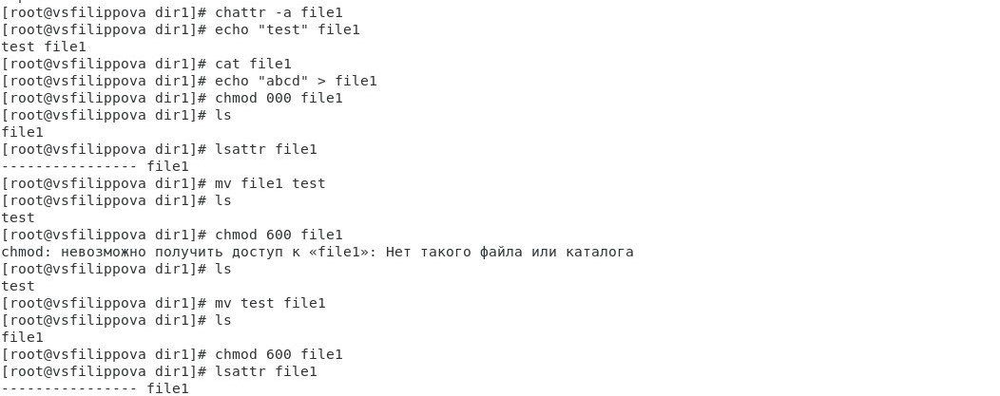 [root@vsfilippova dir1]# chattr -a file1
[root@vsfilippova dir1]# echo "test" file1
test file1
[root@vsfilippova dir1]# cat file1
[root@vsfilippova dir1]# echo "abcd" > file1
[root@vsfilippova dir1]# chmod 000 file1
[root@vsfilippova dir1]# ls
file1
[root@vsfilippova dir1]# lsattr file1
---------------- file1
[root@vsfilippova dir1]# mv file1 test
[root@vsfilippova dir1]# ls
test
[root@vsfilippova dir1]# chmod 600 file1
chmod: невозможно получить доступ к «file1»: Нет такого файла или каталога
[root@vsfilippova dir1]# ls
test
[root@vsfilippova dir1]# mv test file1
[root@vsfilippova dir1]# ls
file1
[root@vsfilippova dir1]# chmod 600 file1
[root@vsfilippova dir1]# lsattr file1
---------------- file1